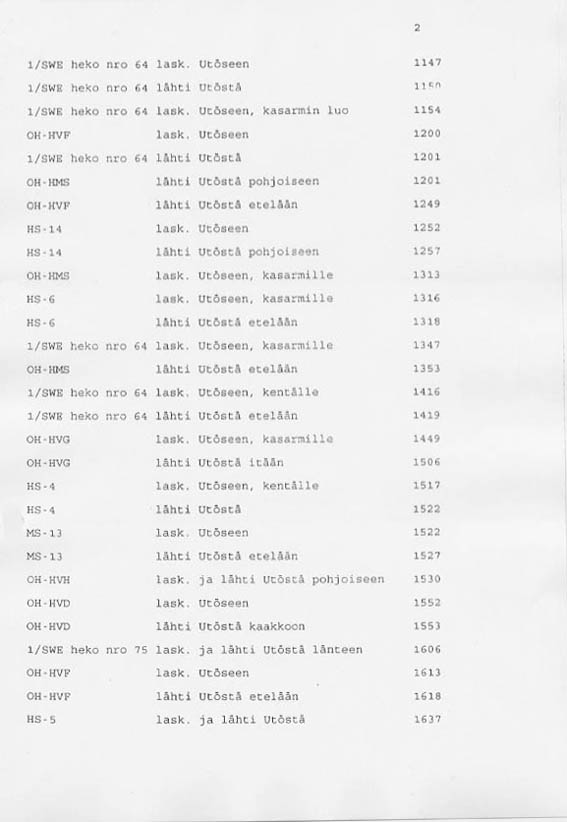 2
1/SWE heko nro 64 lask. Utöseen 1147
1/SWE heko nro 64 lähti Utöstä 1150
1/SWE heko nro 64 lask. Utöseen, kasarmin luo 1154
OH-HVF lask. Utöseen 1200
1/SWE heko nro 64 lähti Utöstä 1201
OH-HMS lähti Utöstä pohjoiseen 1201
OH-HVF lähti Utöstä etelään 1249
HS-14 lask. Utöseen 1252
HS-14 lähti Utöstä pohjoiseen 1257
OH-HMS lask. Utöseen, kasarmille 1313
HS-6 lask. Utöseen, kasarmille 1316
HS-6 lähti Utöstä etelään 1318
1/SWE heko nro 64 lask. Utöseen, kasarmille 1347
OH-HMS lähti Utöstä etelään 1353
1/SWE heko nro 64 lask. Utöseen, kentälle 1416
1/SWE heko nro 64 lähti Utöstä etelään 1419
OH-HVG lask. Utöseen, kasarmille 1449
OH-HVG lähti Utöstä itään 1506
HS-4 lask. Utöseen, kentälle 1517
HS-4 lähti Utöstä 1522
MS-13 lask. Utöseen 1522
MS-13 lähti Utöstä etelään 1527
OH-HVH lask. ja lähti Utöstä pohjoiseen 1530
OH-HVD lask. Utöseen 1552
OH-HVD lähti Utöstä kaakkoon 1553
1/SWE heko nro 75 lask. ja lähti Utöstä länteen 1606
OH-HVF lask. Utöseen 1613
OH-HVF lähti Utöstä etelään 1618
HS-5 lask. ja lähti Utöstä 1637